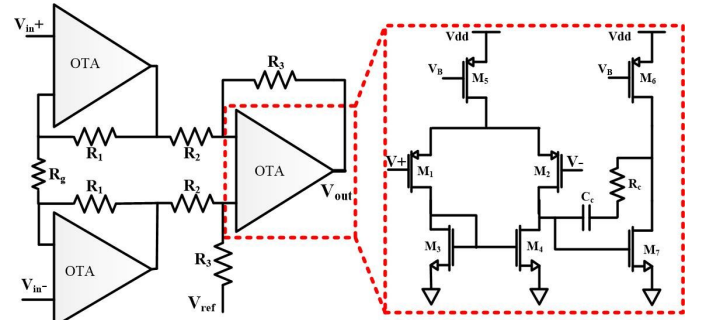 Vin+
OTA
R1
R2
R3
Rg
OTA
Vout
R1
R2
OTA
Vin-
R3
Vref
Vdd
Vdd
VB
M5
VB
M6
V+
M1
M2
V-
Cc
Rc
M3
M4
M7